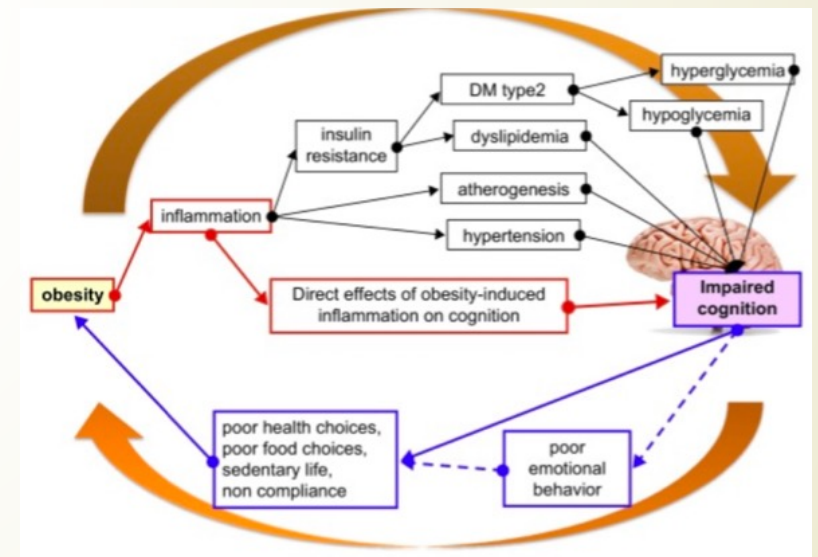 hyperglycemia
DM type2
hypoglycemia
insulin
resistance
dyslipidemia
atherogenesis
inflammation
hypertension
obesity
Direct effects of obesity-induced
inflammation on cognition
Impaired
cognition
poor health choices,
poor food choices,
sedentary life,
non compliance
poor
emotional
behavior